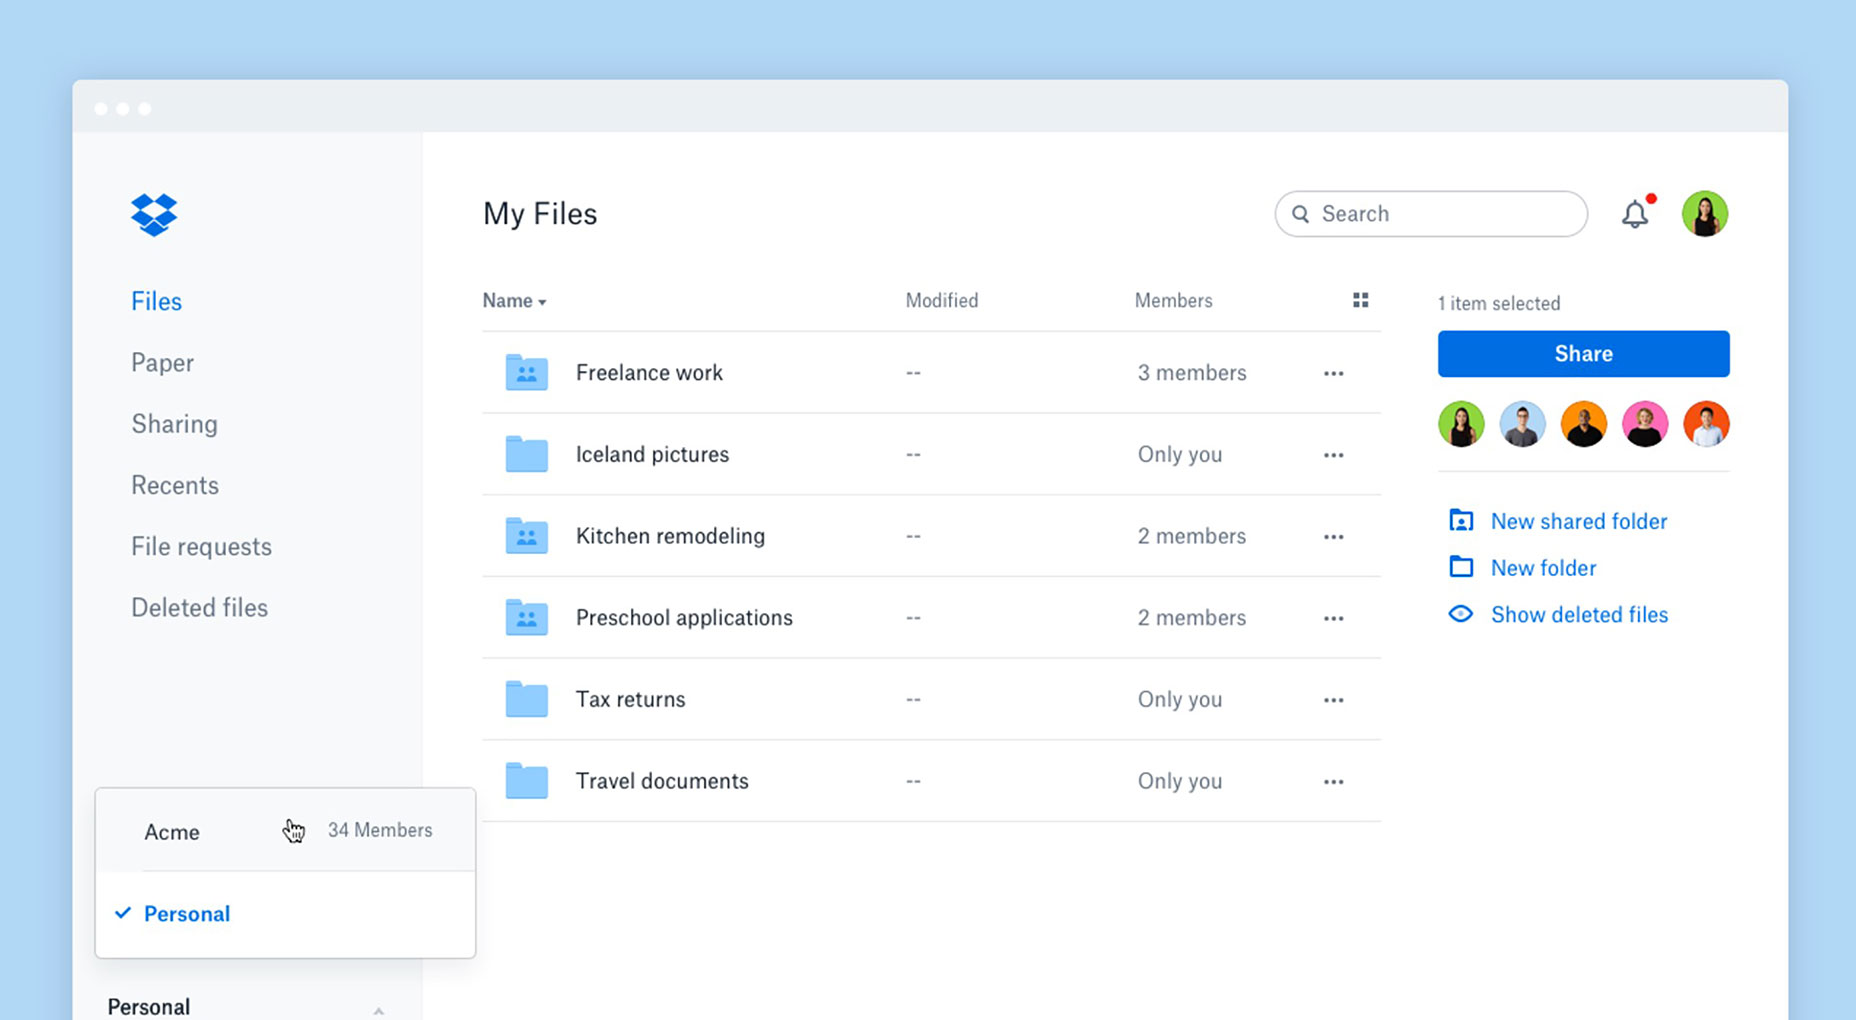 My Files
Search
Files
Paper
Sharing
Recents
File requests
Deleted files
Name Modified Members
Freelance work -- 3 members
Iceland pictures -- Only you
Kitchen remodeling -- 2 members
Preschool applications -- 2 members
Tax returns -- Only you
Travel documents -- Only you
1 item selected
Share
New shared folder
New folder
Show deleted files
Acme 34 Members
Personal
Personal